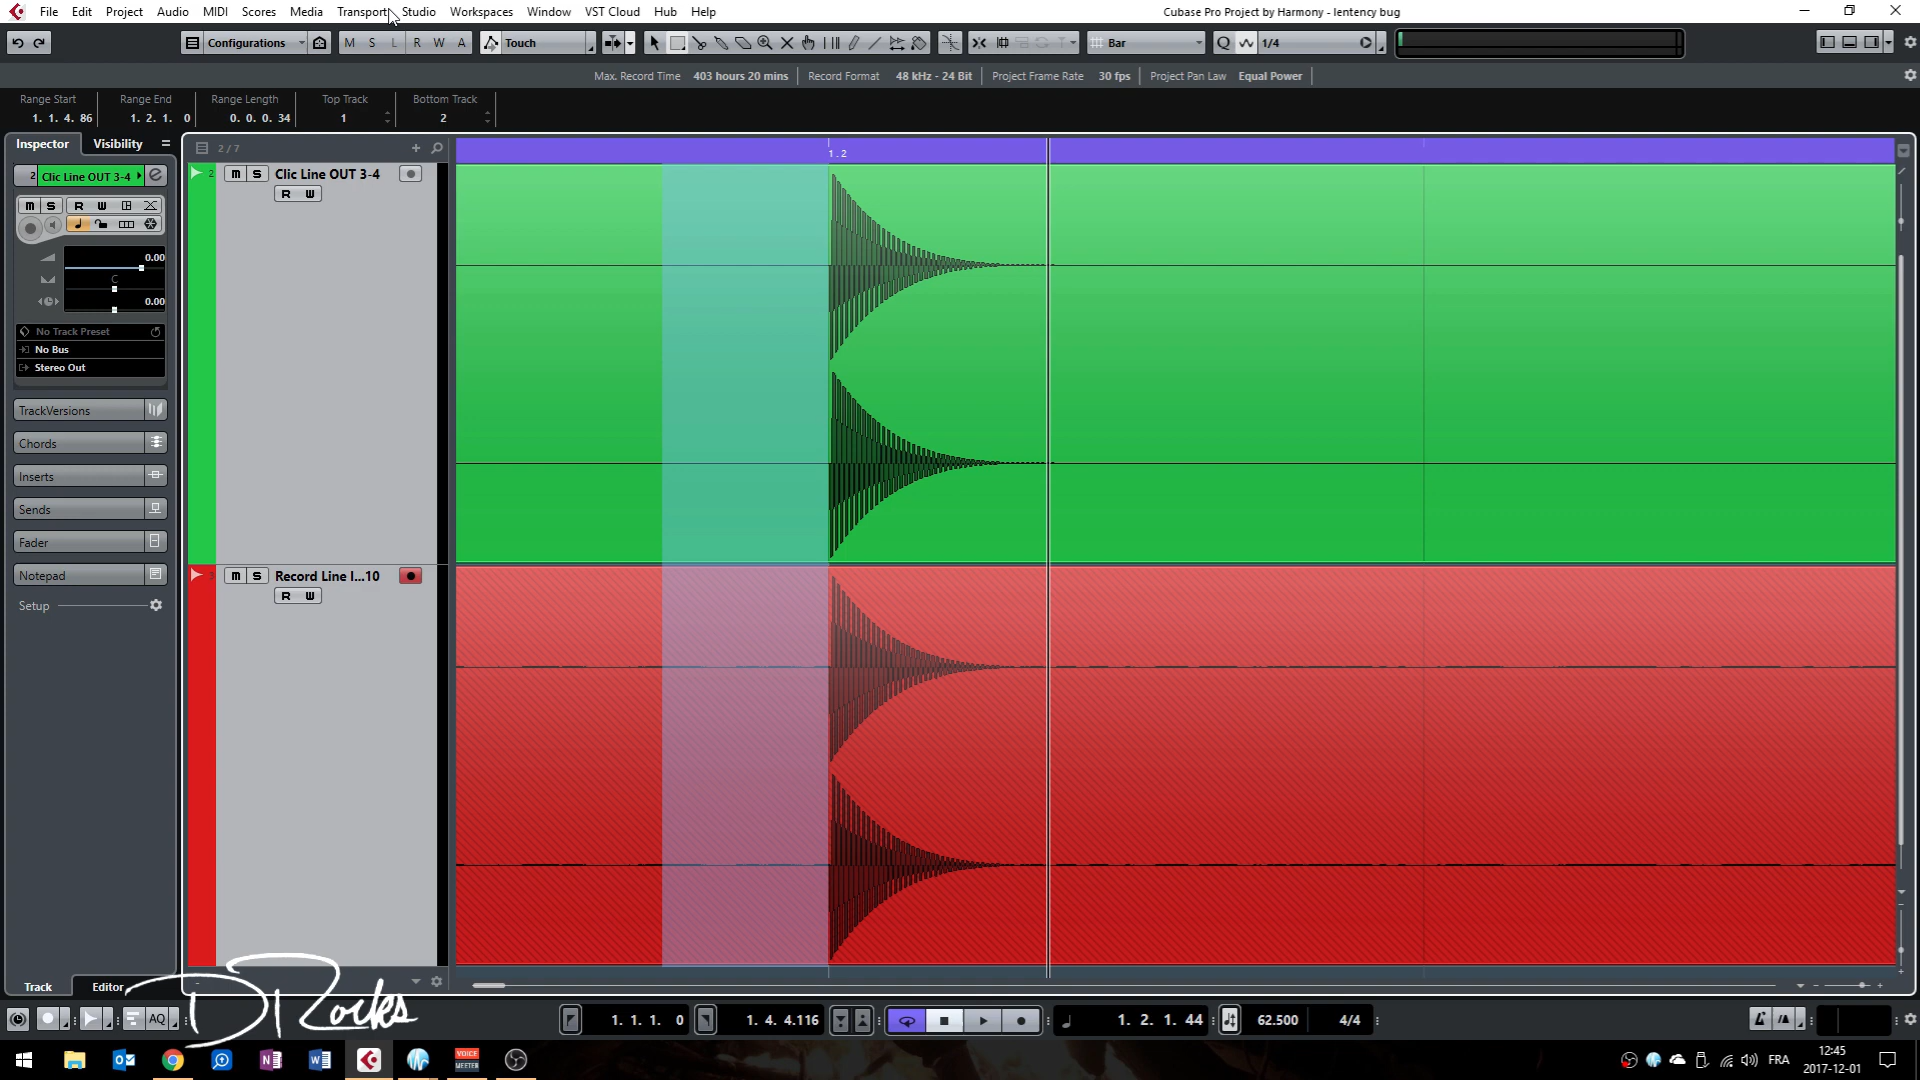 File Edit Project Audio MIDI Scores Media Transport Studio Workspaces Window VST Cloud Hub Help
Cubase Pro Project by Harmony - lentency bug
Configurations M S L R W A Touch Bar Q 1/4
Max. Record Time 403 hours 20 mins Record Format 48 kHz - 24 Bit Project Frame Rate 30 fps Project Pan Law Equal Power
Range Start Range End Range Length Top Track Bottom Track
1. 1. 4. 86 1. 2. 1. 0 0. 0. 0. 34 1 2
Inspector Visibility
2 / 7
1.2
2 Clic Line OUT 3-4 e
2 m S Clic Line OUT 3-4
R W
m S R W
0.00
C
0.00
No Track Preset
No Bus
Stereo Out
TrackVersions
Chords
Inserts
Sends
Fader
Notepad
Setup
3 m S Record Line I...10
R W
Track Editor
DRocks
AQ
1. 1. 1. 0 1. 4. 4.116 1. 2. 1. 44 62.500 4/4
VOICE
MEETER
FRA
12:45
2017-12-01